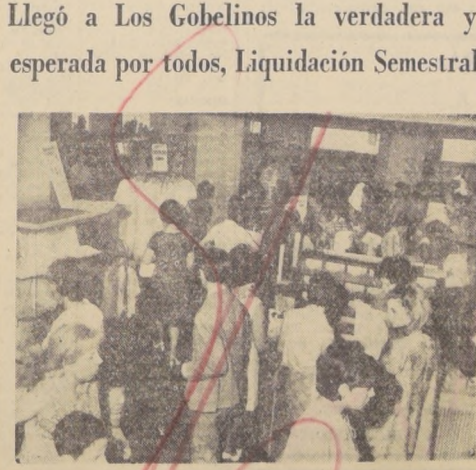 Llegó a Los Gobelinos la verdadera y
esperada por todos, Liquidación Semestral